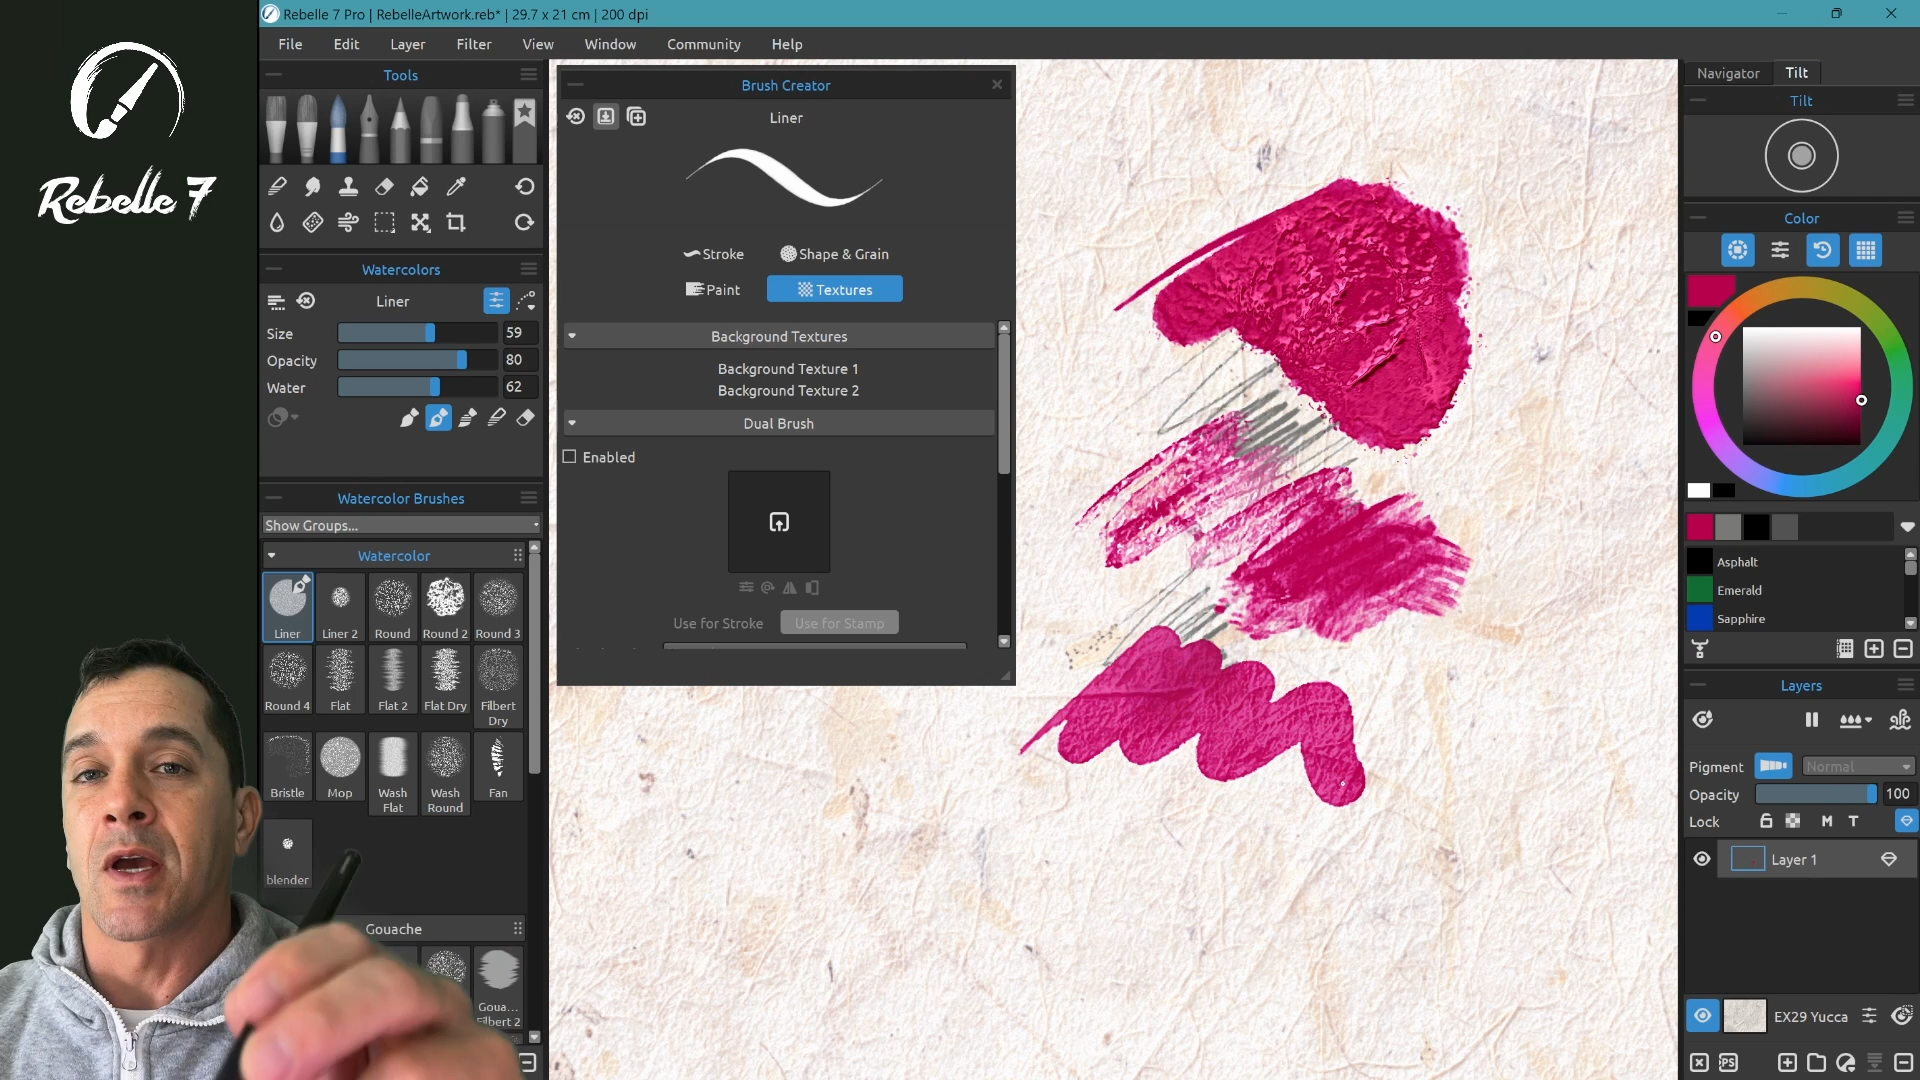 Rebelle 7 Pro | RebelleArtwork.reb* | 29.7 x 21 cm | 200 dpi
File Edit Layer Filter View Window Community Help
Rebelle 7
Tools
Watercolors
Liner
Size 59
Opacity 80
Water 62
Watercolor Brushes
Show Groups...
Watercolor
Liner Liner 2 Round Round 2 Round 3
Round 4 Flat Flat 2 Flat Dry Filbert
Dry
Bristle Mop Wash Wash Fan
Flat Round
blender
Gouache
Goua...
Filbert 2
Brush Creator
Liner
Stroke Shape & Grain
Paint Textures
Background Textures
Background Texture 1
Background Texture 2
Dual Brush
Enabled
Use for Stroke Use for Stamp
Navigator Tilt
Tilt
Color
Asphalt
Emerald
Sapphire
Layers
Pigment Normal
Opacity 100
Lock M T
Layer 1
EX29 Yucca
PS